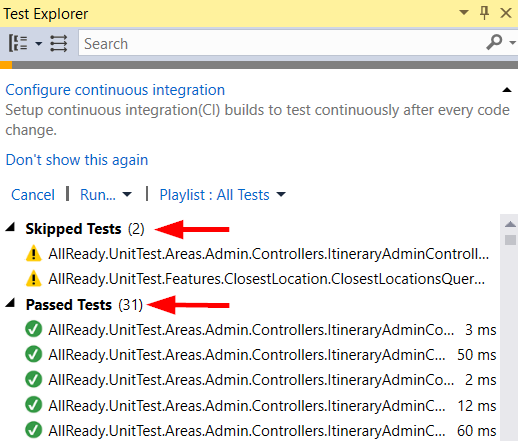 Test Explorer
Search
Configure continuous integration
Setup continuous integration(CI) builds to test continuously after every code
change.
Don't show this again
Cancel | Run... | Playlist : All Tests
Skipped Tests (2)
AllReady.UnitTest.Areas.Admin.Controllers.ItineraryAdminControll...
AllReady.UnitTest.Features.ClosestLocation.ClosestLocationsQuer...
Passed Tests (31)
AllReady.UnitTest.Areas.Admin.Controllers.ItineraryAdminCo... 3 ms
AllReady.UnitTest.Areas.Admin.Controllers.ItineraryAdminC... 50 ms
AllReady.UnitTest.Areas.Admin.Controllers.ItineraryAdminCo... 2 ms
AllReady.UnitTest.Areas.Admin.Controllers.ItineraryAdminC... 12 ms
AllReady.UnitTest.Areas.Admin.Controllers.ItineraryAdminC... 60 ms